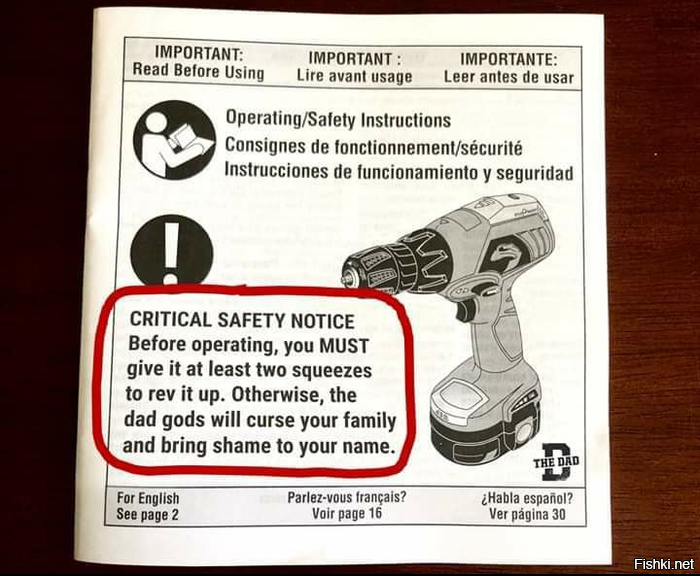 IMPORTANT:
Read Before Using
IMPORTANT :
Lire avant usage
IMPORTANTE:
Leer antes de usar
Operating/Safety Instructions
Consignes de fonctionnement/sécurité
Instrucciones de funcionamiento y seguridad
!
CRITICAL SAFETY NOTICE
Before operating, you MUST
give it at least two squeezes
to rev it up. Otherwise, the
dad gods will curse your family
and bring shame to your name.
D
THE DAD
For English
See page 2
Parlez-vous français?
Voir page 16
¿Habla español?
Ver página 30
Fishki.net